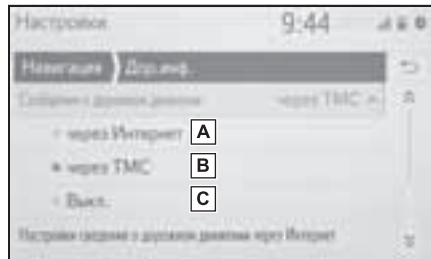 Настройки 9:44
Навигация Дор.инф.
Сведения о дорожном движении через TMC
через Интернет A
через TMC B
Выкл. C
Настройка сведений о дорожном движении через Интернет